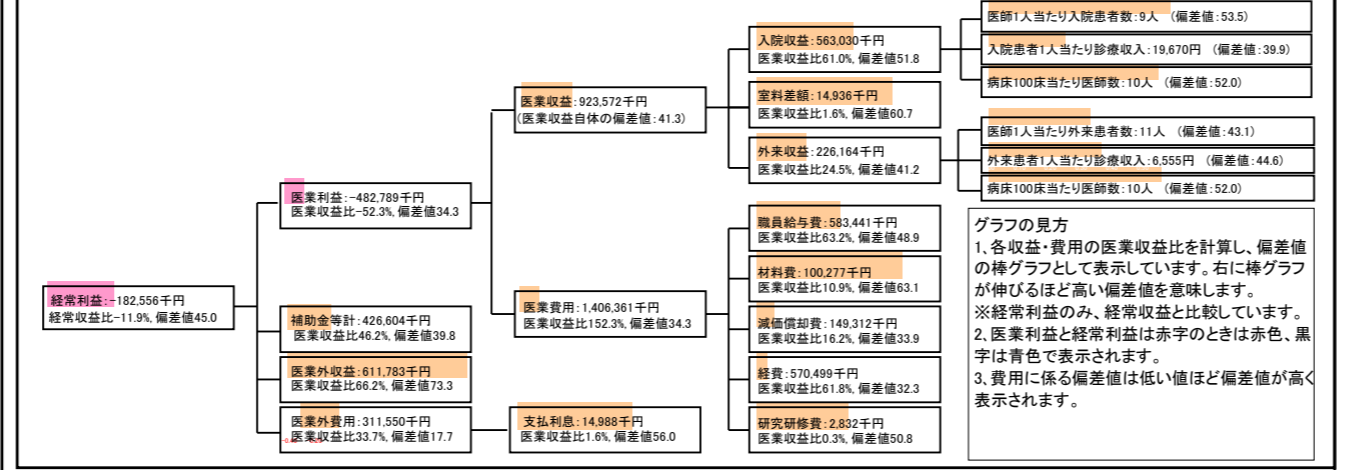 経常利益:-182,556千円
経常収支比-11.9%, 偏差値45.0
医業利益:-482,789千円
医業収益比-52.3%, 偏差値34.3
補助金等計:426,604千円
医業収益比46.2%, 偏差値39.8
医業外収益:611,783千円
医業収益比66.2%, 偏差値73.3
医業外費用:311,550千円
医業収益比33.7%, 偏差値17.7
医業収益:923,572千円
(医業収益自体の偏差値:41.3)
医業費用:1,406,361千円
医業収益比152.3%, 偏差値34.3
支払利息:14,988千円
医業収益比1.6%, 偏差値56.0
入院収益:563,030千円
医業収益比61.0%, 偏差値51.8
室料差額:14,936千円
医業収益比1.6%, 偏差値60.7
外来収益:226,164千円
医業収益比24.5%, 偏差値41.2
職員給与費:583,441千円
医業収益比63.2%, 偏差値48.9
材料費:100,277千円
医業収益比10.9%, 偏差値63.1
減価償却費:149,312千円
医業収益比16.2%, 偏差値33.9
経費:570,499千円
医業収益比61.8%, 偏差値32.3
研究研修費:2,832千円
医業収益比0.3%, 偏差値50.8
医師1人当たり入院患者数:9人 (偏差値:53.5)
入院患者1人当たり診療収入:19,670円 (偏差値:39.9)
病床100床当たり医師数:10人 (偏差値:52.0)
医師1人当たり外来患者数:11人 (偏差値:43.1)
外来患者1人当たり診療収入:6,555円 (偏差値:44.6)
病床100床当たり医師数:10人 (偏差値:52.0)
グラフの見方
1、各収益・費用の医業収益比を計算し、偏差値
の棒グラフとして表示しています。右に棒グラフ
が伸びるほど高い偏差値を意味します。
※経常利益のみ、経常収支と比較しています。
2、医業利益と経常利益は赤字のときは赤色、黒
字は青色で表示されます。
3、費用に係る偏差値は低い値ほど偏差値が高く
表示されます。